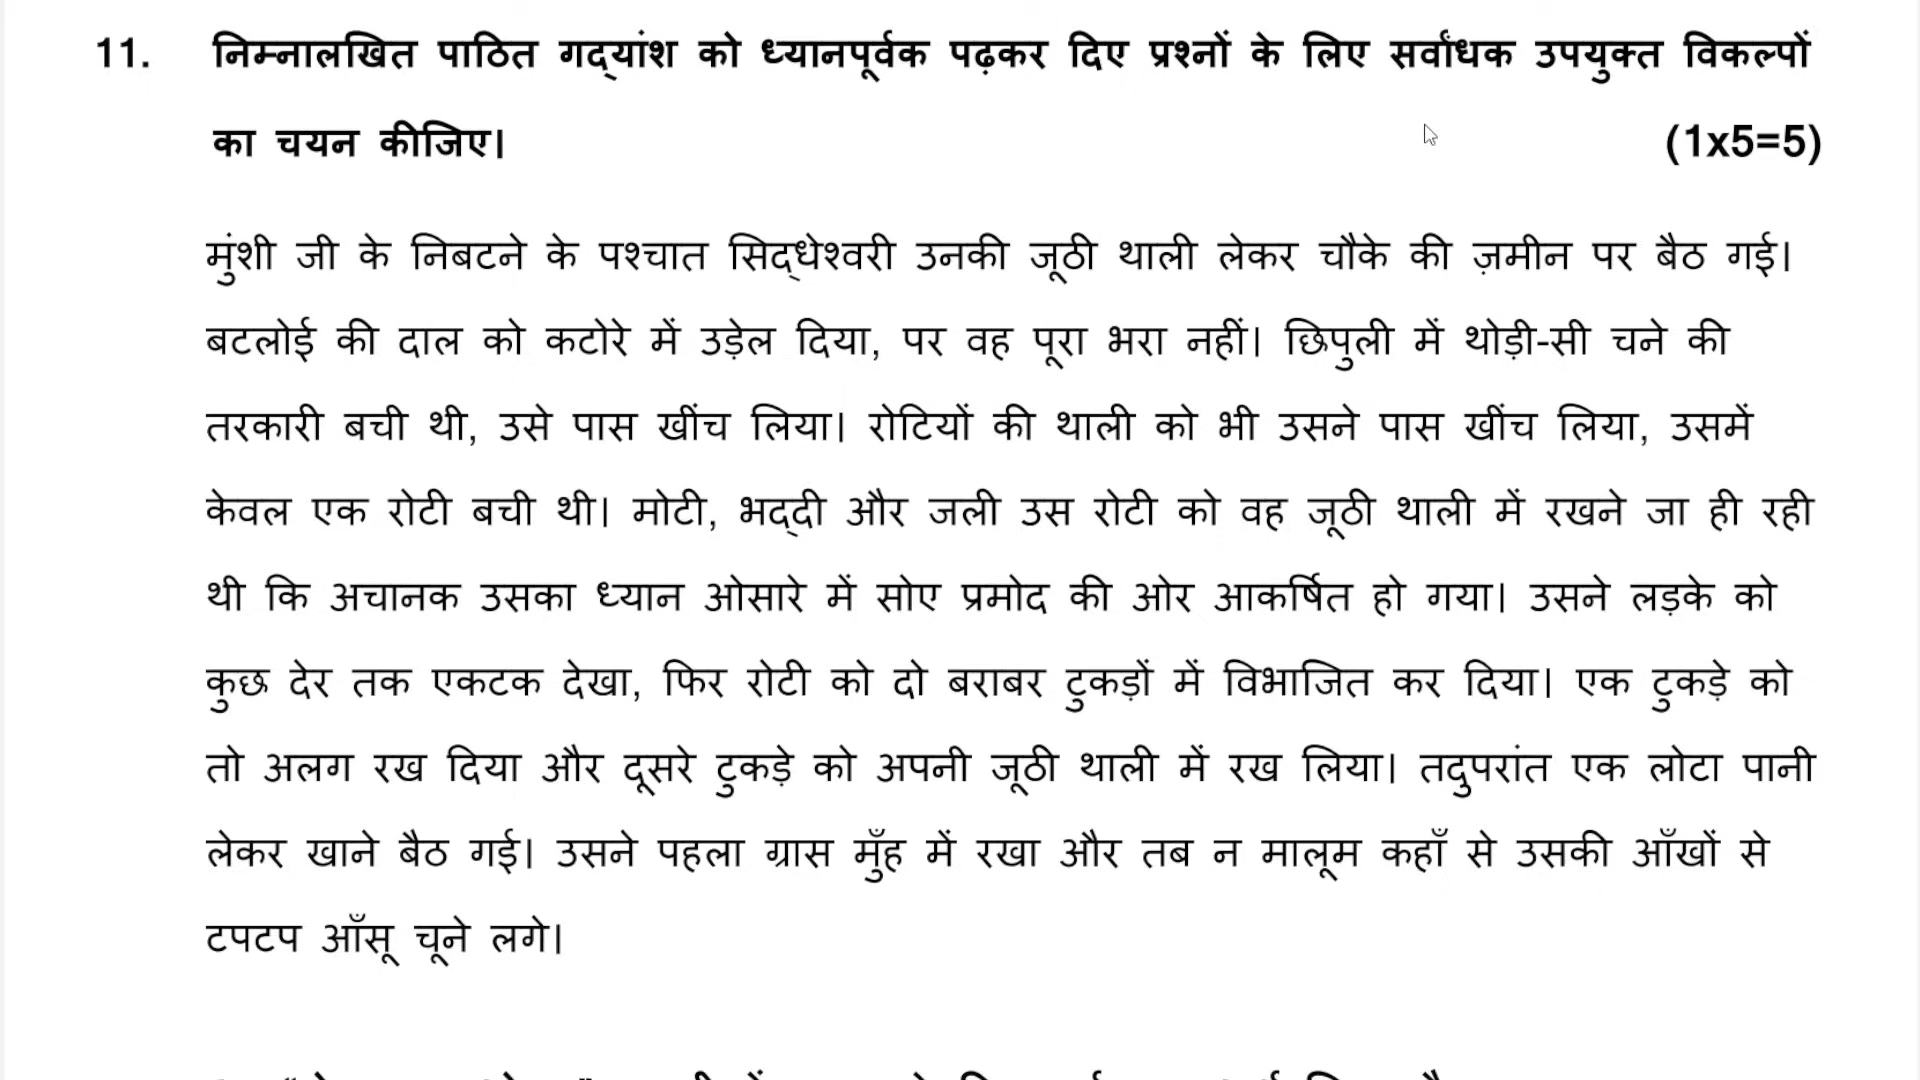 11. निम्नालखित पाठित गद्यांश को ध्यानपूर्वक पढ़कर दिए प्रश्नों के लिए सर्वाधक उपयुक्त विकल्पों
का चयन कीजिए। (1x5=5)
मुंशी जी के निबटने के पश्चात सिद्धेश्वरी उनकी जूठी थाली लेकर चौके की ज़मीन पर बैठ गई।
बटलोई की दाल को कटोरे में उड़ेल दिया, पर वह पूरा भरा नहीं। छिपुली में थोड़ी-सी चने की
तरकारी बची थी, उसे पास खींच लिया। रोटियों की थाली को भी उसने पास खींच लिया, उसमें
केवल एक रोटी बची थी। मोटी, भद्दी और जली उस रोटी को वह जूठी थाली में रखने जा ही रही
थी कि अचानक उसका ध्यान ओसारे में सोए प्रमोद की ओर आकर्षित हो गया। उसने लड़के को
कुछ देर तक एकटक देखा, फिर रोटी को दो बराबर टुकड़ों में विभाजित कर दिया। एक टुकड़े को
तो अलग रख दिया और दूसरे टुकड़े को अपनी जूठी थाली में रख लिया। तदुपरांत एक लोटा पानी
लेकर खाने बैठ गई। उसने पहला ग्रास मुँह में रखा और तब न मालूम कहाँ से उसकी आँखों से
टपटप आँसू चूने लगे।